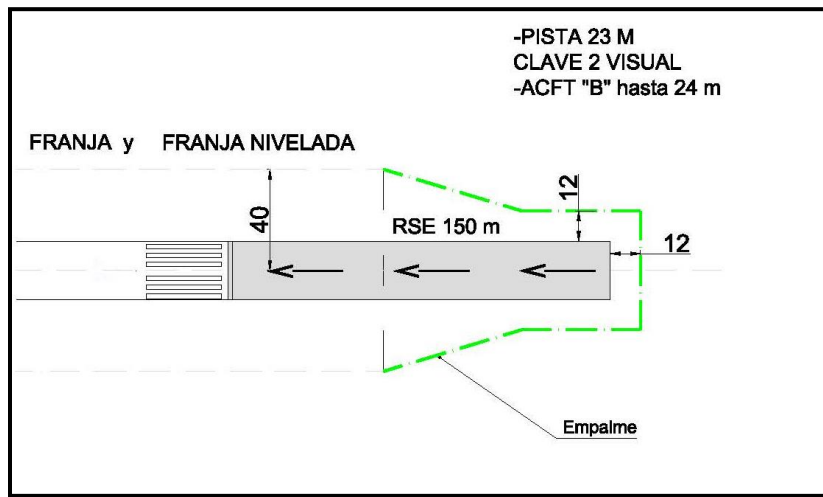 -PISTA 23 M
CLAVE 2 VISUAL
-ACFT "B" hasta 24 m
FRANJA y FRANJA NIVELADA
12
40
RSE 150 m
12
Empalme